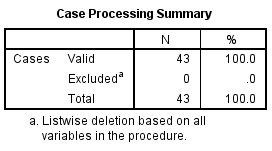 Case Processing Summary
N %
Cases Valid 43 100.0
Excludedᵃ 0 .0
Total 43 100.0
a. Listwise deletion based on all
variables in the procedure.